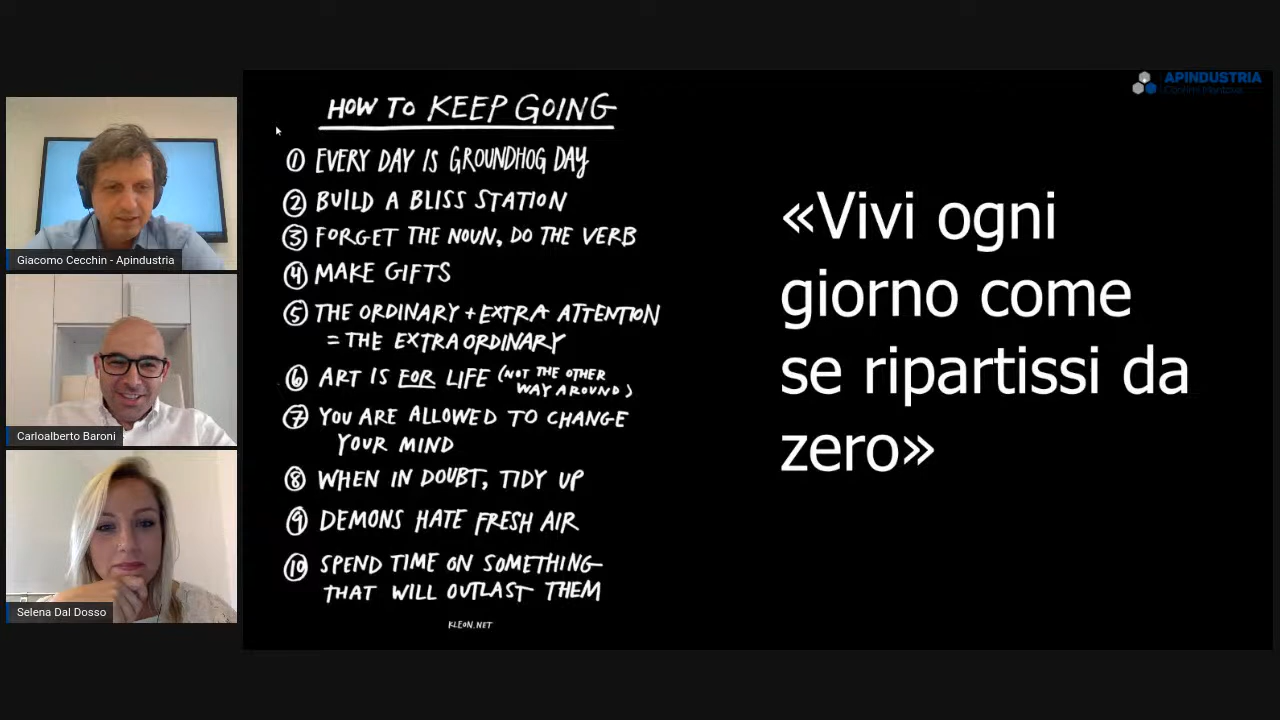 APINDUSTRIA
Confimi Mantova
Giacomo Cecchin - Apindustria
Carloalberto Baroni
Selena Dal Dosso
HOW TO KEEP GOING
1 EVERY DAY IS GROUNDHOG DAY
2 BUILD A BLISS STATION
3 FORGET THE NOUN, DO THE VERB
4 MAKE GIFTS
5 THE ORDINARY + EXTRA ATTENTION
= THE EXTRAORDINARY
6 ART IS FOR LIFE (NOT THE OTHER
WAY AROUND)
7 YOU ARE ALLOWED TO CHANGE
YOUR MIND
8 WHEN IN DOUBT, TIDY UP
9 DEMONS HATE FRESH AIR
10 SPEND TIME ON SOMETHING
THAT WILL OUTLAST THEM
KLEON.NET
«Vivi ogni
giorno come
se ripartissi da
zero»